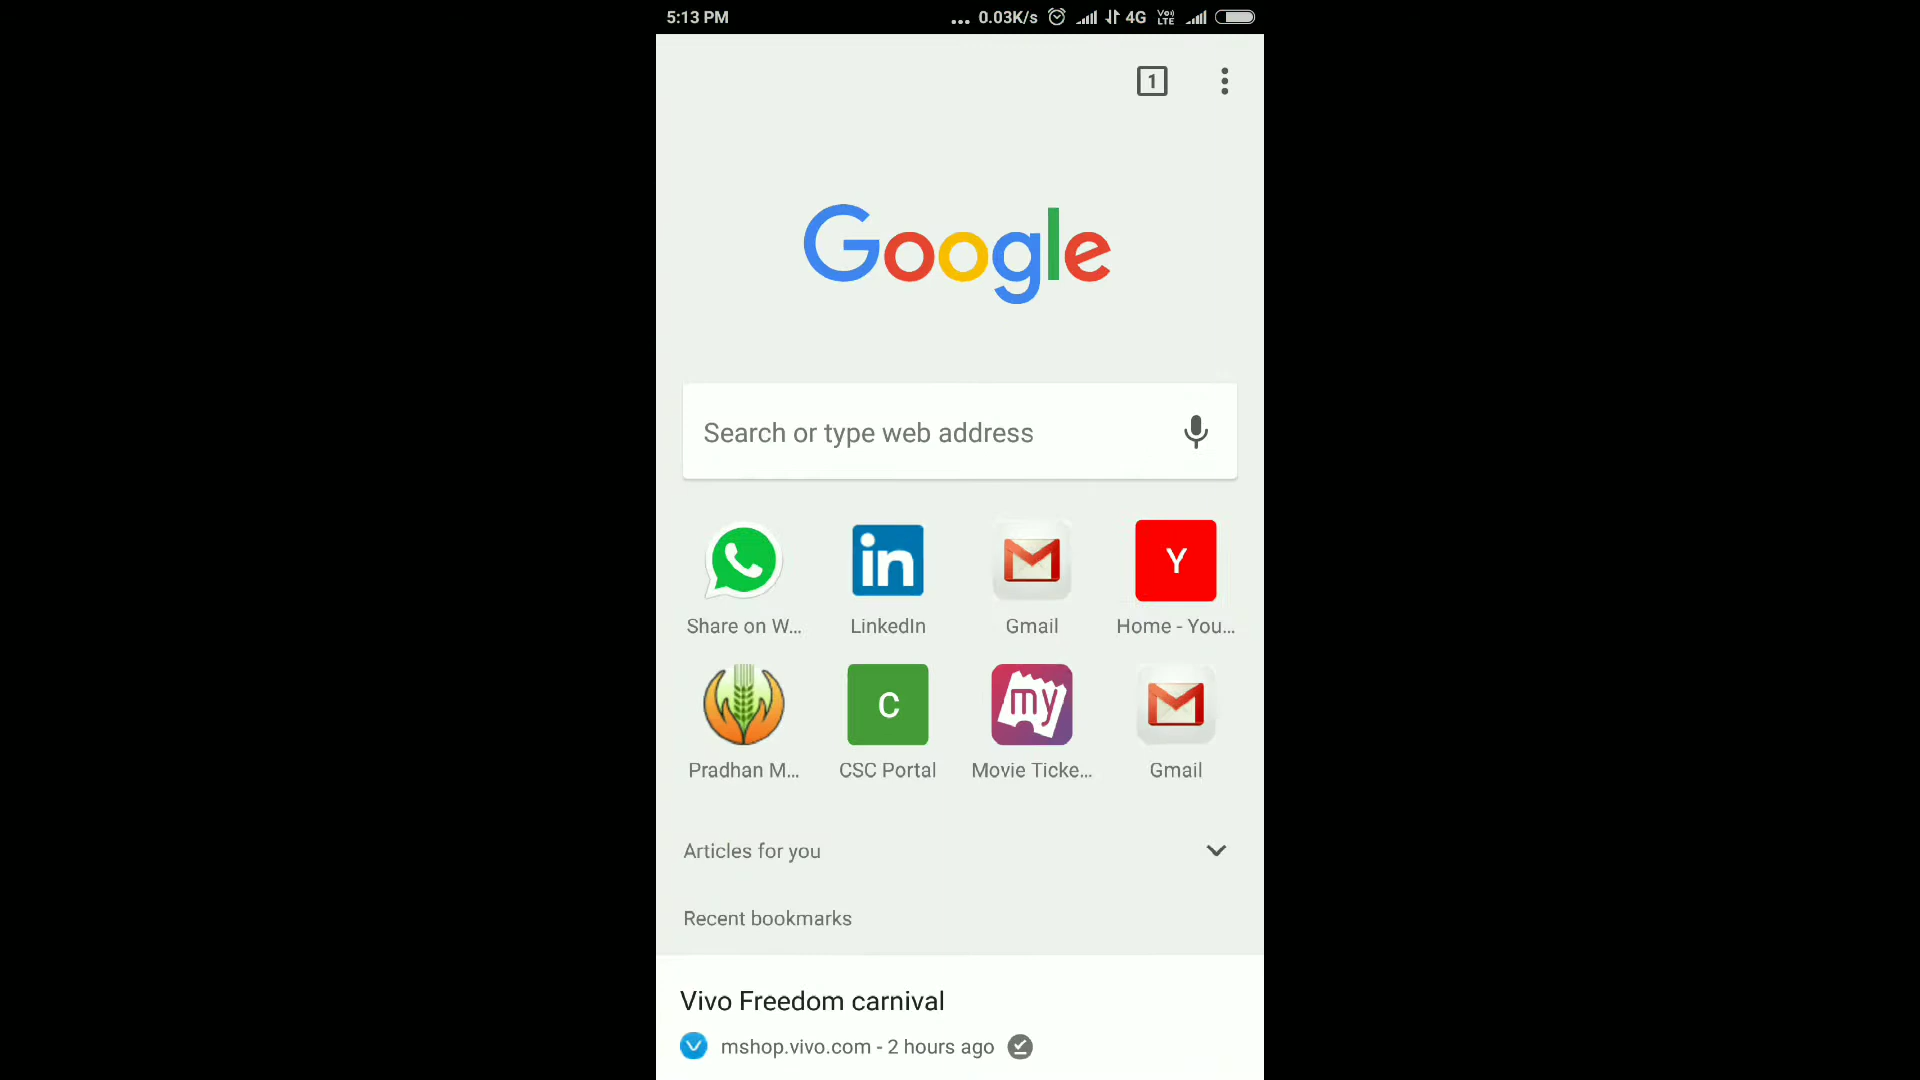 5:13 PM ... 0.03K/s 4G VoLTE
1
Google
Search or type web address
in
Y
Share on W...
LinkedIn
Gmail
Home - You...
C
my
Pradhan M...
CSC Portal
Movie Ticke...
Gmail
Articles for you
Recent bookmarks
Vivo Freedom carnival
mshop.vivo.com - 2 hours ago